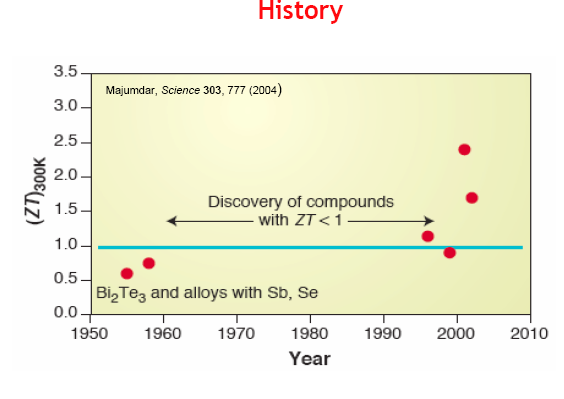 History
Majumdar, Science 303, 777 (2004)
3.5
3.0
2.5
2.0
1.5
1.0
0.5
0.0
(ZT)300K
Discovery of compounds
with ZT < 1
Bi2Te3 and alloys with Sb, Se
1950 1960 1970 1980 1990 2000 2010
Year